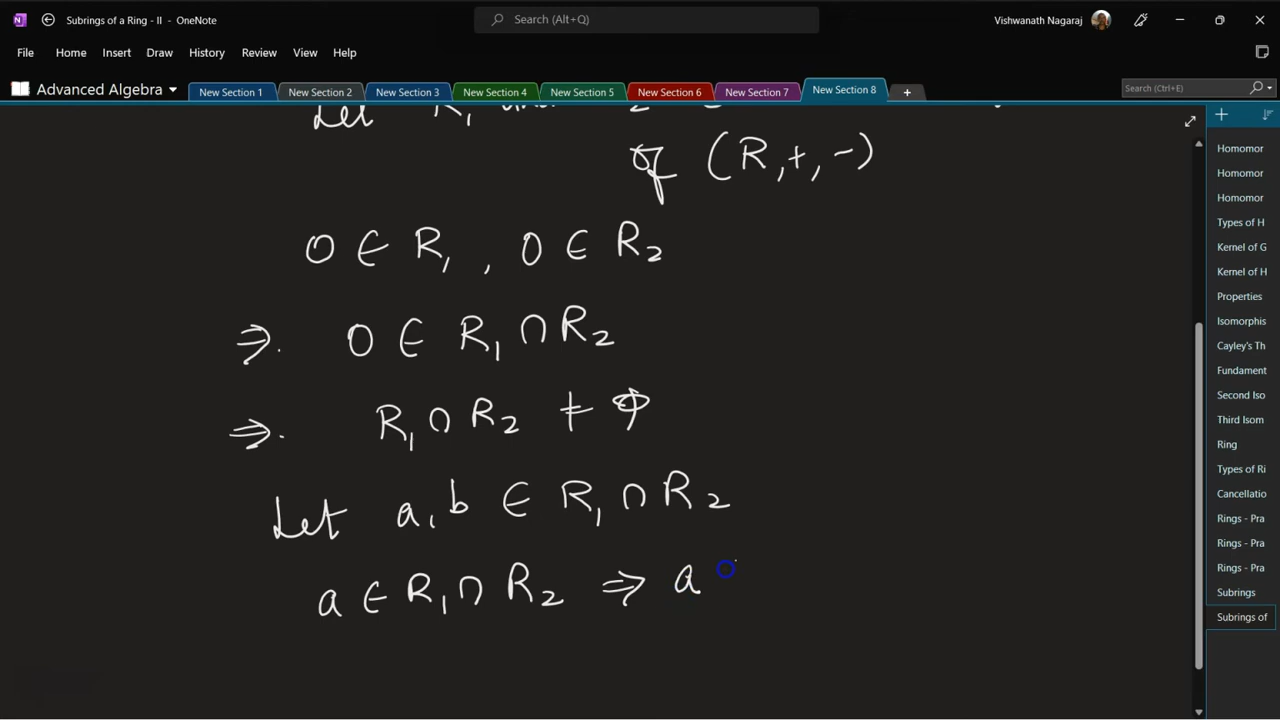 Subrings of a Ring - II - OneNote
Search (Alt+Q)
Vishwanath Nagaraj
File Home Insert Draw History Review View Help
Advanced Algebra
New Section 1 New Section 2 New Section 3 New Section 4 New Section 5 New Section 6 New Section 7 New Section 8 +
Search (Ctrl+E)
Let R₁
of (R,+,-)
0 ∈ R₁, 0 ∈ R₂
⇒. 0 ∈ R₁ ∩ R₂
⇒. R₁ ∩ R₂ ≠ φ
Let a, b ∈ R₁ ∩ R₂
a ∈ R₁ ∩ R₂ ⇒ a
Homomor
Homomor
Homomor
Types of H
Kernel of G
Kernel of H
Properties
Isomorphis
Cayley's Th
Fundament
Second Iso
Third Isom
Ring
Types of Ri
Cancellatio
Rings - Pra
Rings - Pra
Rings - Pra
Subrings
Subrings of